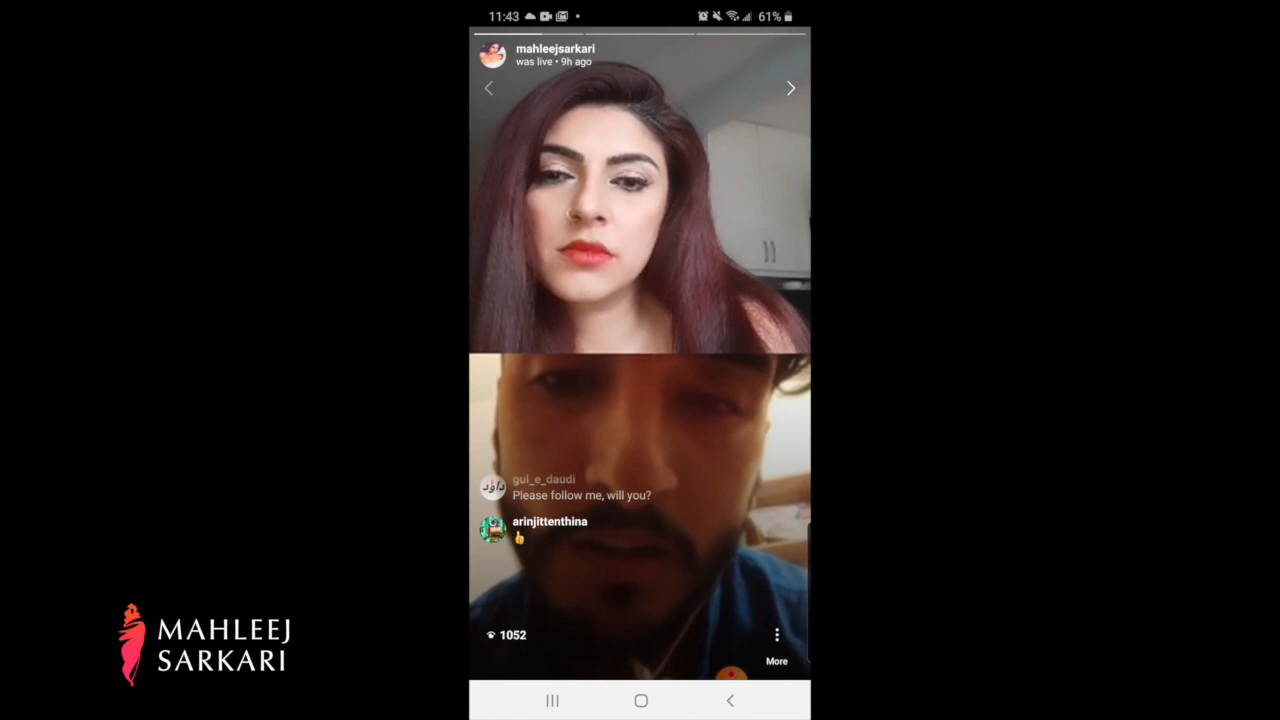 11:43
61%
mahleejsarkari
was live • 9h ago
gul_e_daudi
داؤد
Please follow me, will you?
arinjittenthina
1052
More
MAHLEEJ
SARKARI